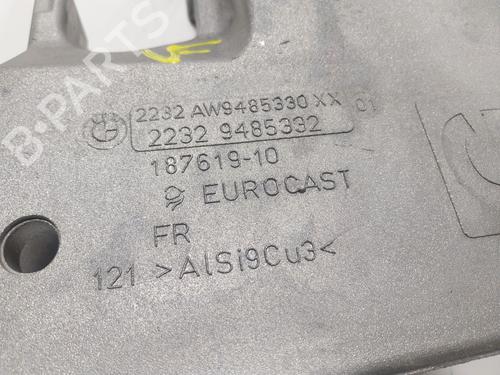 B-PARTS
2232 AW9485330 XX 01
2232 9485332
187619-10
EUROCAST
FR
121 >AlSi9Cu3<